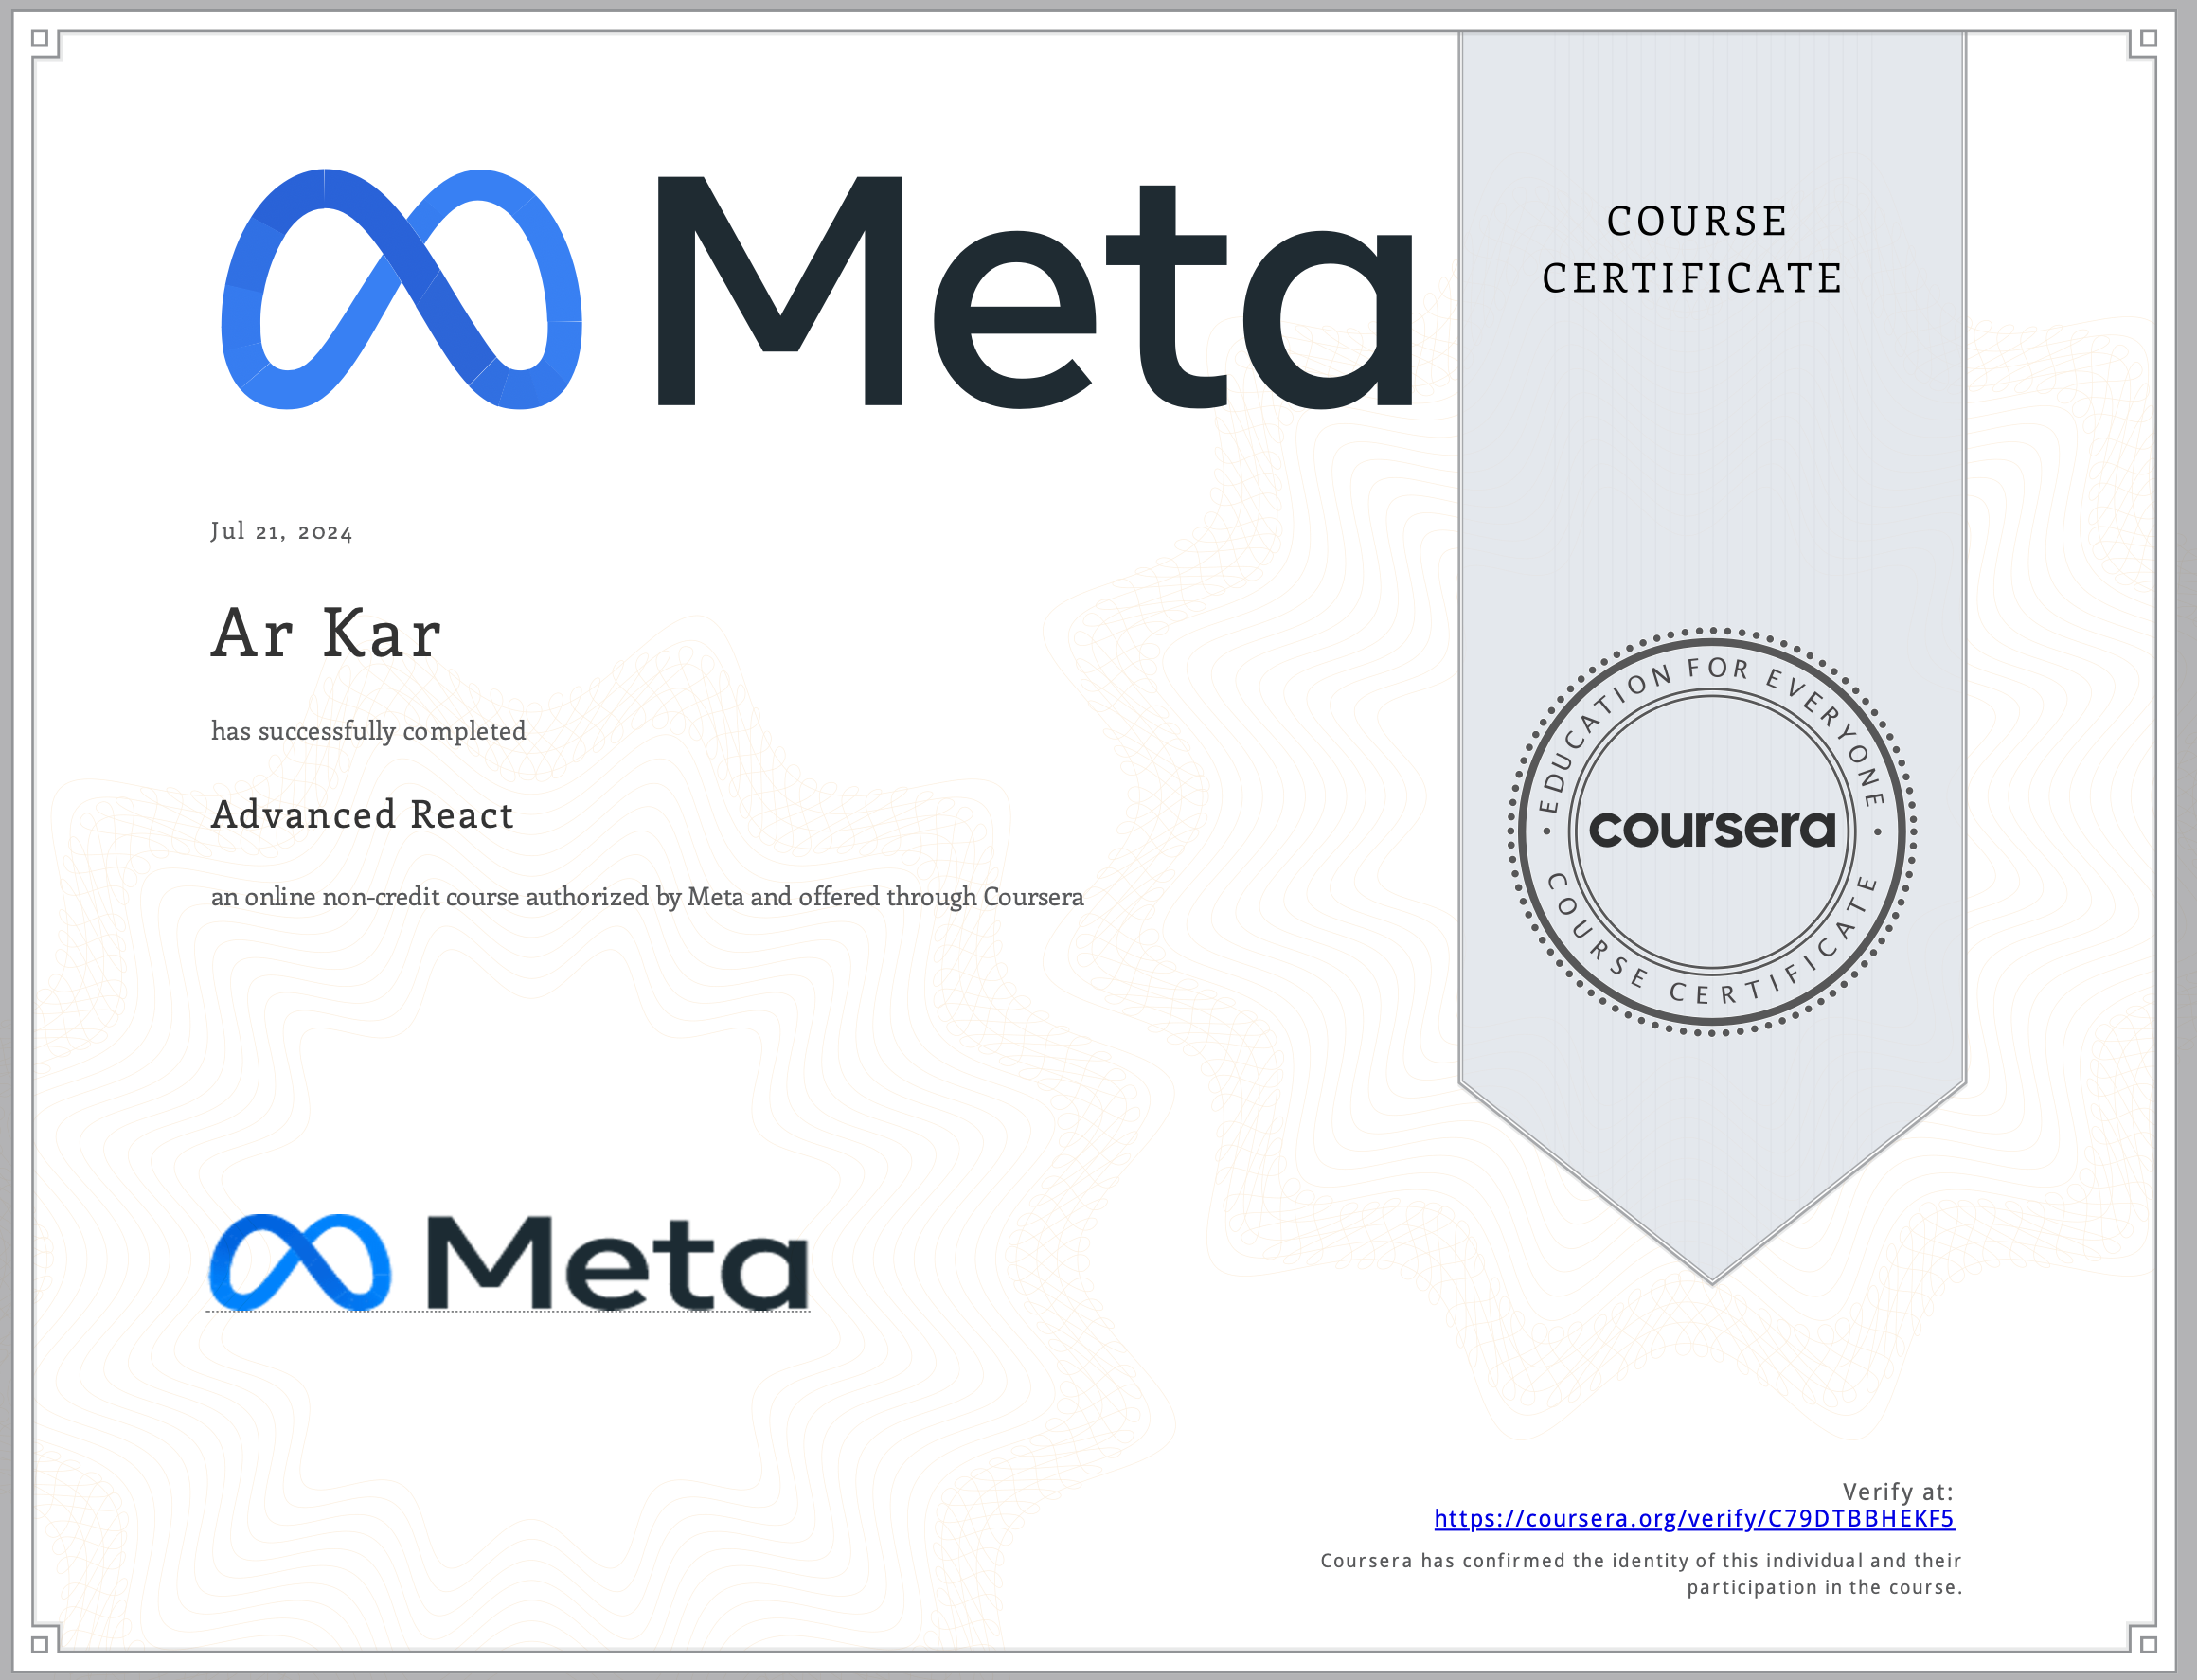 Meta
COURSE
CERTIFICATE
Jul 21, 2024
Ar Kar
has successfully completed
Advanced React
an online non-credit course authorized by Meta and offered through Coursera
EDUCATION FOR EVERYONE
coursera
COURSE CERTIFICATE
Meta
Verify at:
https://coursera.org/verify/C79DTBBHEKF5
Coursera has confirmed the identity of this individual and their
participation in the course.